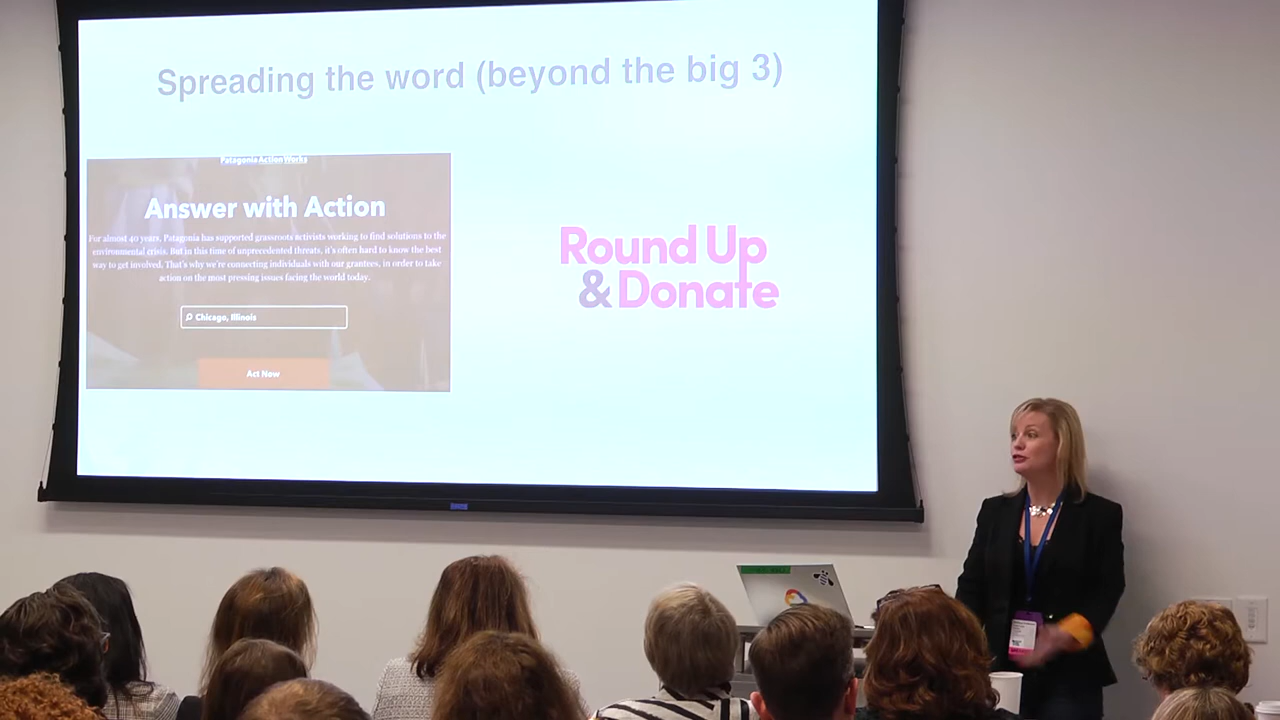 Spreading the word (beyond the big 3)
Patagonia Action Works
Answer with Action
For almost 40 years, Patagonia has supported grassroots activists working to find solutions to the
environmental crisis. But in this time of unprecedented threats, it's often hard to know the best
way to get involved. That's why we're connecting individuals with our grantees, in order to take
action on the most pressing issues facing the world today.
Chicago, Illinois
Act Now
Round Up
& Donate